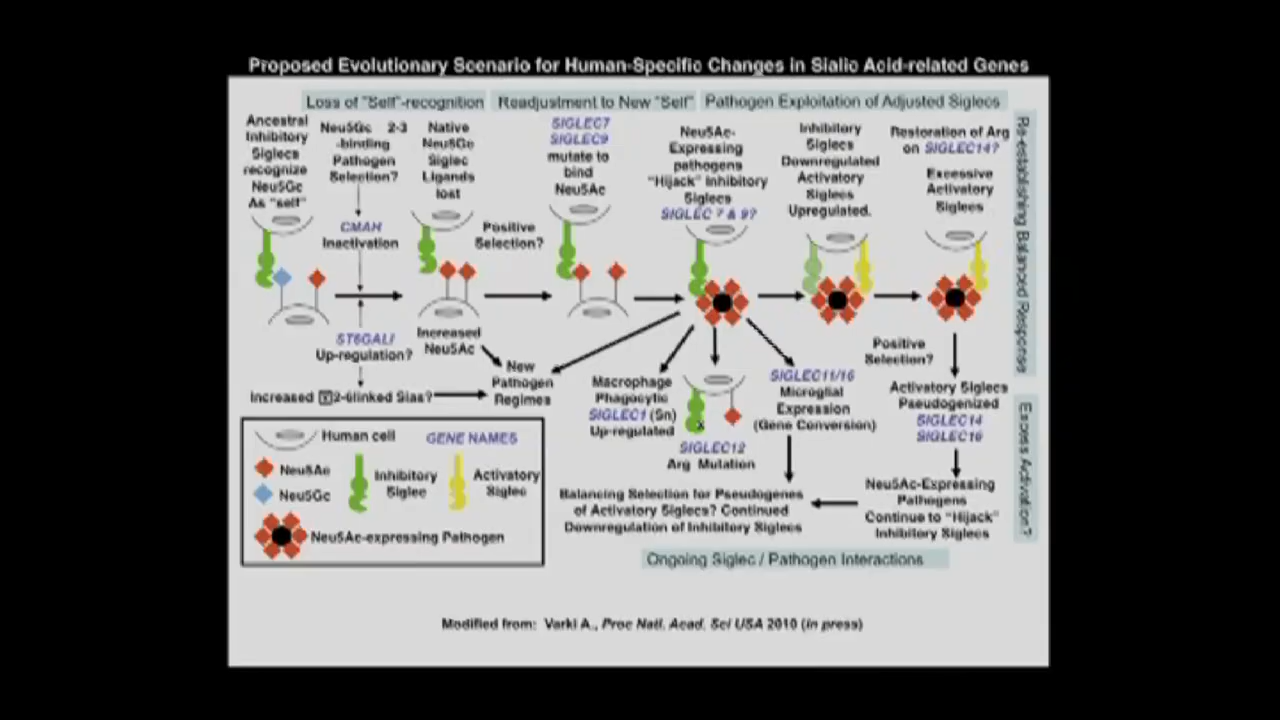 Proposed Evolutionary Scenario for Human-Specific Changes in Sialic Acid-related Genes
Loss of "Self"-recognition
Readjustment to New "Self"
Pathogen Exploitation of Adjusted Siglecs
Ancestral
Inhibitory
Siglecs
recognize
Neu5Gc
As "self"
Neu5Gc 2-3
-binding
Pathogen
Selection?
CMAH
Inactivation
ST6GALI
Up-regulation?
Increased 2-6linked Sias?
Native
Neu5Gc
Siglec
Ligands
lost
Increased
Neu5Ac
Positive
Selection?
SIGLEC7
SIGLEC9
mutate to
bind
Neu5Ac
New
Pathogen
Regimes
Neu5Ac-
Expressing
pathogens
"Hijack" Inhibitory
Siglecs
SIGLEC 7 & 9?
Inhibitory
Siglecs
Downregulated
Activatory
Siglecs
Upregulated.
Restoration of Arg
on SIGLEC14?
Excessive
Activatory
Siglecs
Re-establishing Balanced Response
Excess Activation?
Macrophage
Phagocytic
SIGLEC1 (Sn)
Up-regulated
SIGLEC12
Arg Mutation
SIGLEC11/16
Microglial
Expression
(Gene Conversion)
Positive
Selection?
Activatory Siglecs
Pseudogenized
SIGLEC14
SIGLEC16
Neu5Ac-Expressing
Pathogens
Continue to "Hijack"
Inhibitory Siglecs
Balancing Selection for Pseudogenes
of Activatory Siglecs? Continued
Downregulation of Inhibitory Siglecs
Ongoing Siglec / Pathogen Interactions
Human cell
GENE NAMES
Neu5Ac
Neu5Gc
Inhibitory
Siglec
Activatory
Siglec
Neu5Ac-expressing Pathogen
Modified from: Varki A., Proc Natl. Acad. Sci USA 2010 (in press)